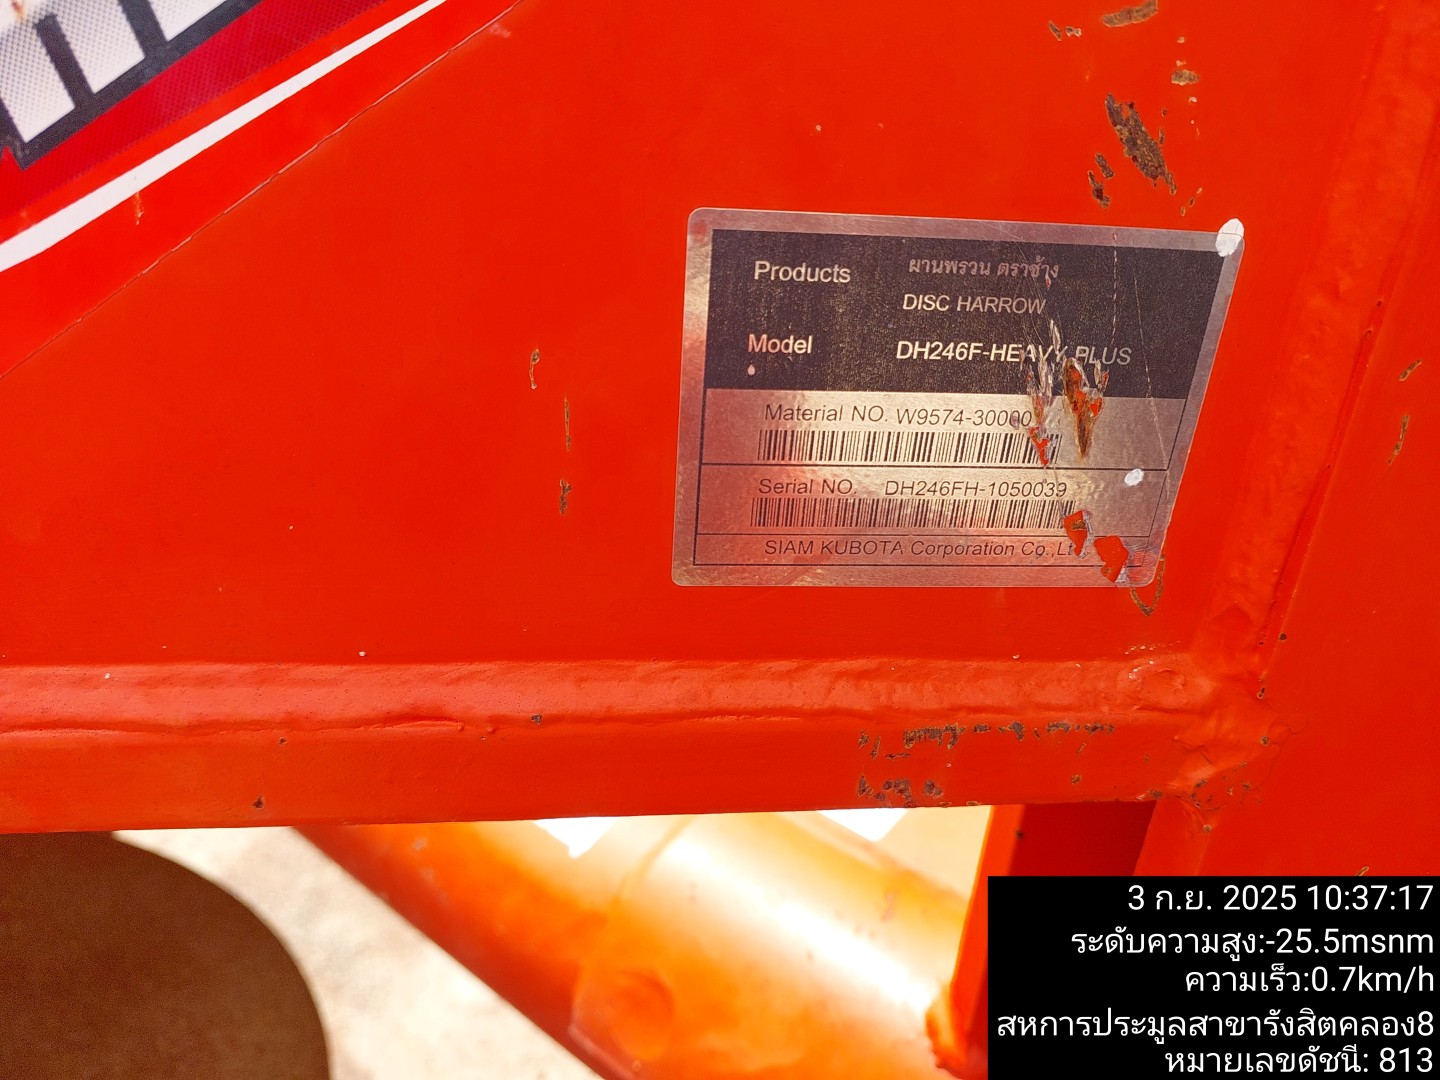 Products ผานพรวน ตราช้าง
DISC HARROW
Model DH246F-HEAVY PLUS
Material NO. W9574-30000
Serial NO. DH246FH-1050039
SIAM KUBOTA Corporation Co.,Lt
3 ก.ย. 2025 10:37:17
ระดับความสูง:-25.5msnm
ความเร็ว:0.7km/h
สหการประมูลสาขารังสิตคลอง8
หมายเลขดัชนี: 813